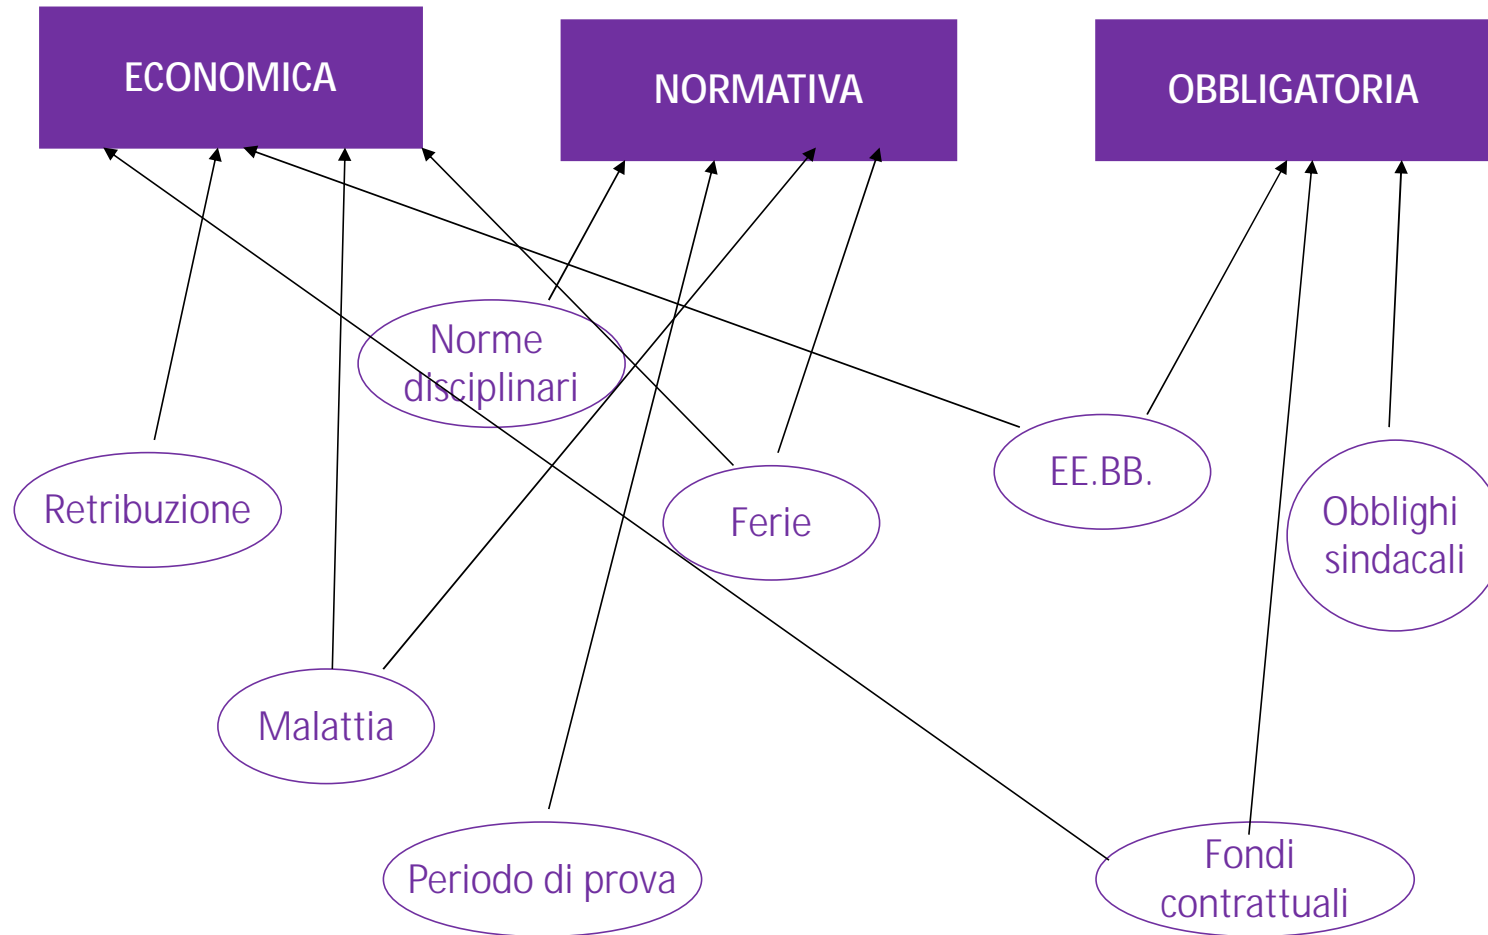 ECONOMICA
NORMATIVA
OBBLIGATORIA
Norme
disciplinari
Retribuzione
Ferie
EE.BB.
Obblighi
sindacali
Malattia
Periodo di prova
Fondi
contrattuali